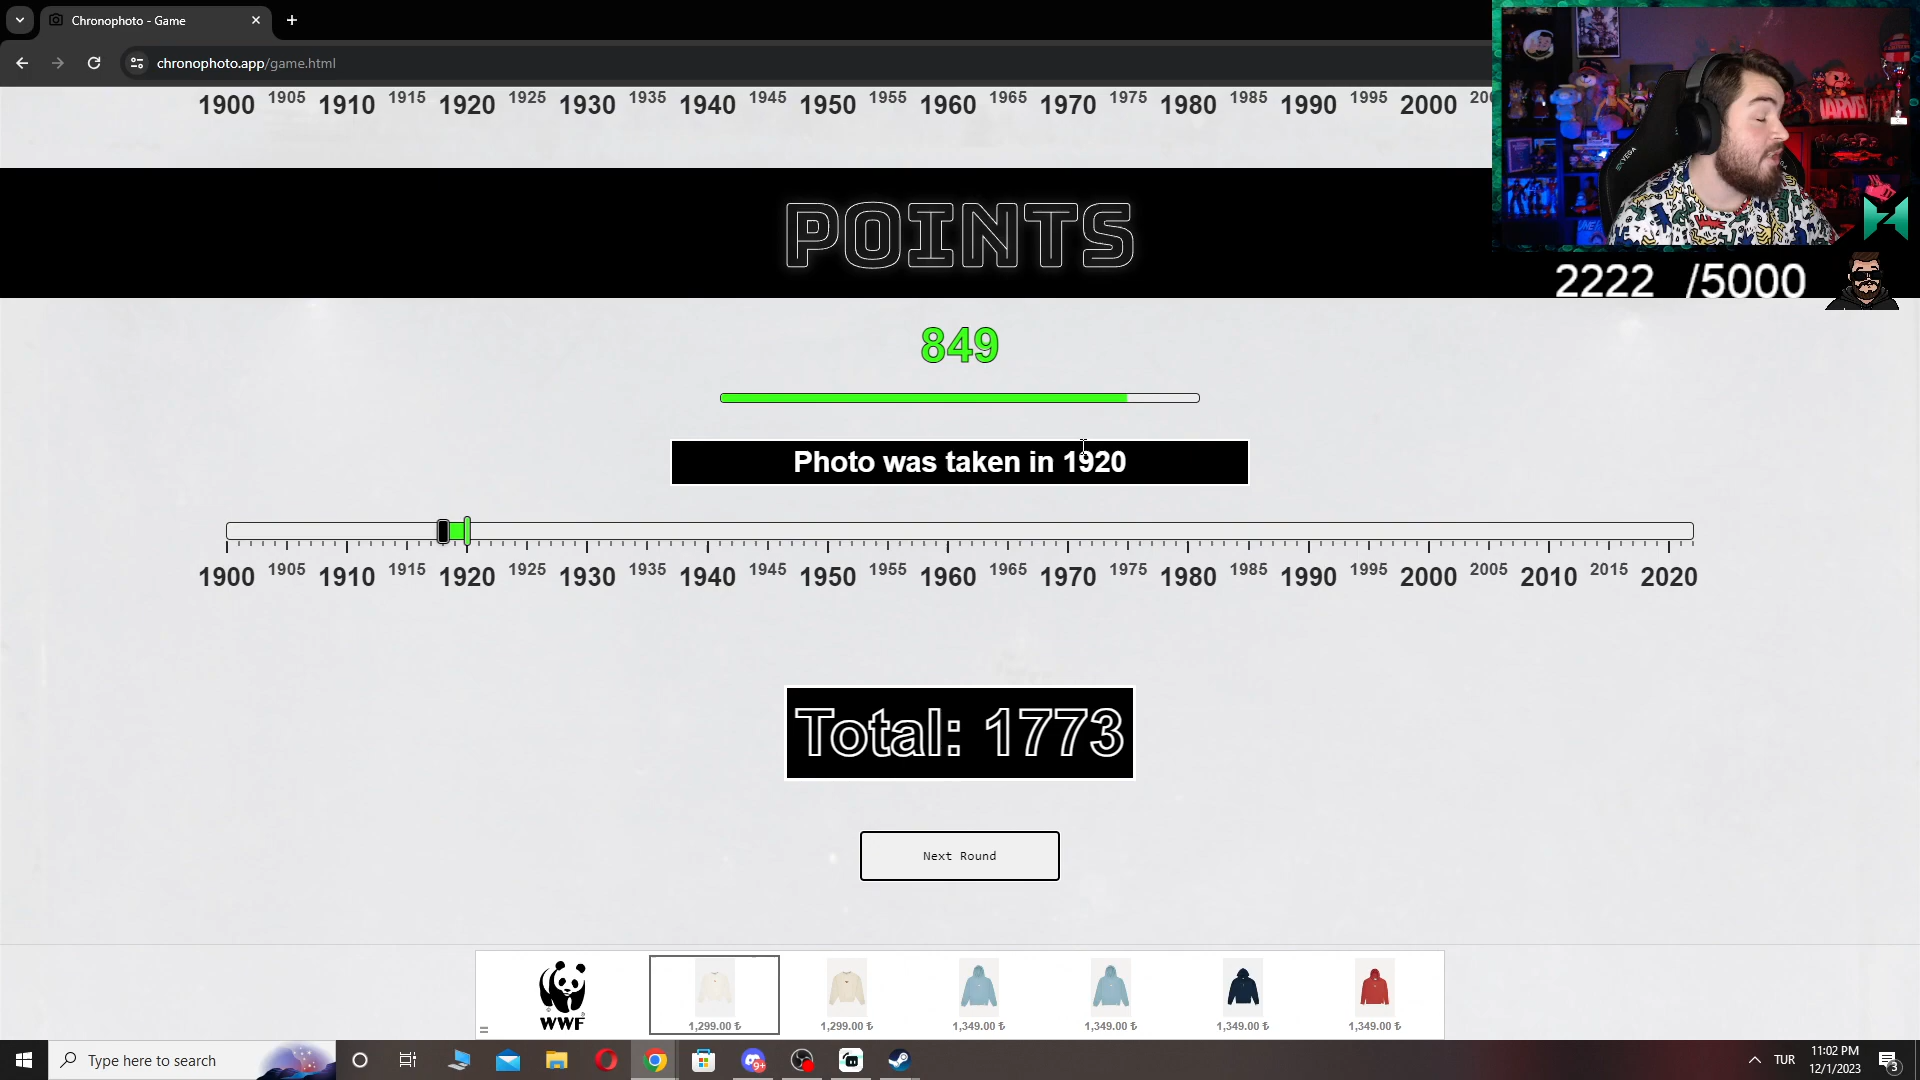 Chronophoto - Game
chronophoto.app/game.html
1900 1905 1910 1915 1920 1925 1930 1935 1940 1945 1950 1955 1960 1965 1970 1975 1980 1985 1990 1995 2000
POINTS
2222 /5000
849
Photo was taken in 1920
1900 1905 1910 1915 1920 1925 1930 1935 1940 1945 1950 1955 1960 1965 1970 1975 1980 1985 1990 1995 2000 2005 2010 2015 2020
Total: 1773
Next Round
WWF
1,299.00 ₺ 1,299.00 ₺ 1,349.00 ₺ 1,349.00 ₺ 1,349.00 ₺ 1,349.00 ₺
Type here to search
9+
TUR
11:02 PM
12/1/2023
3
MARVEL